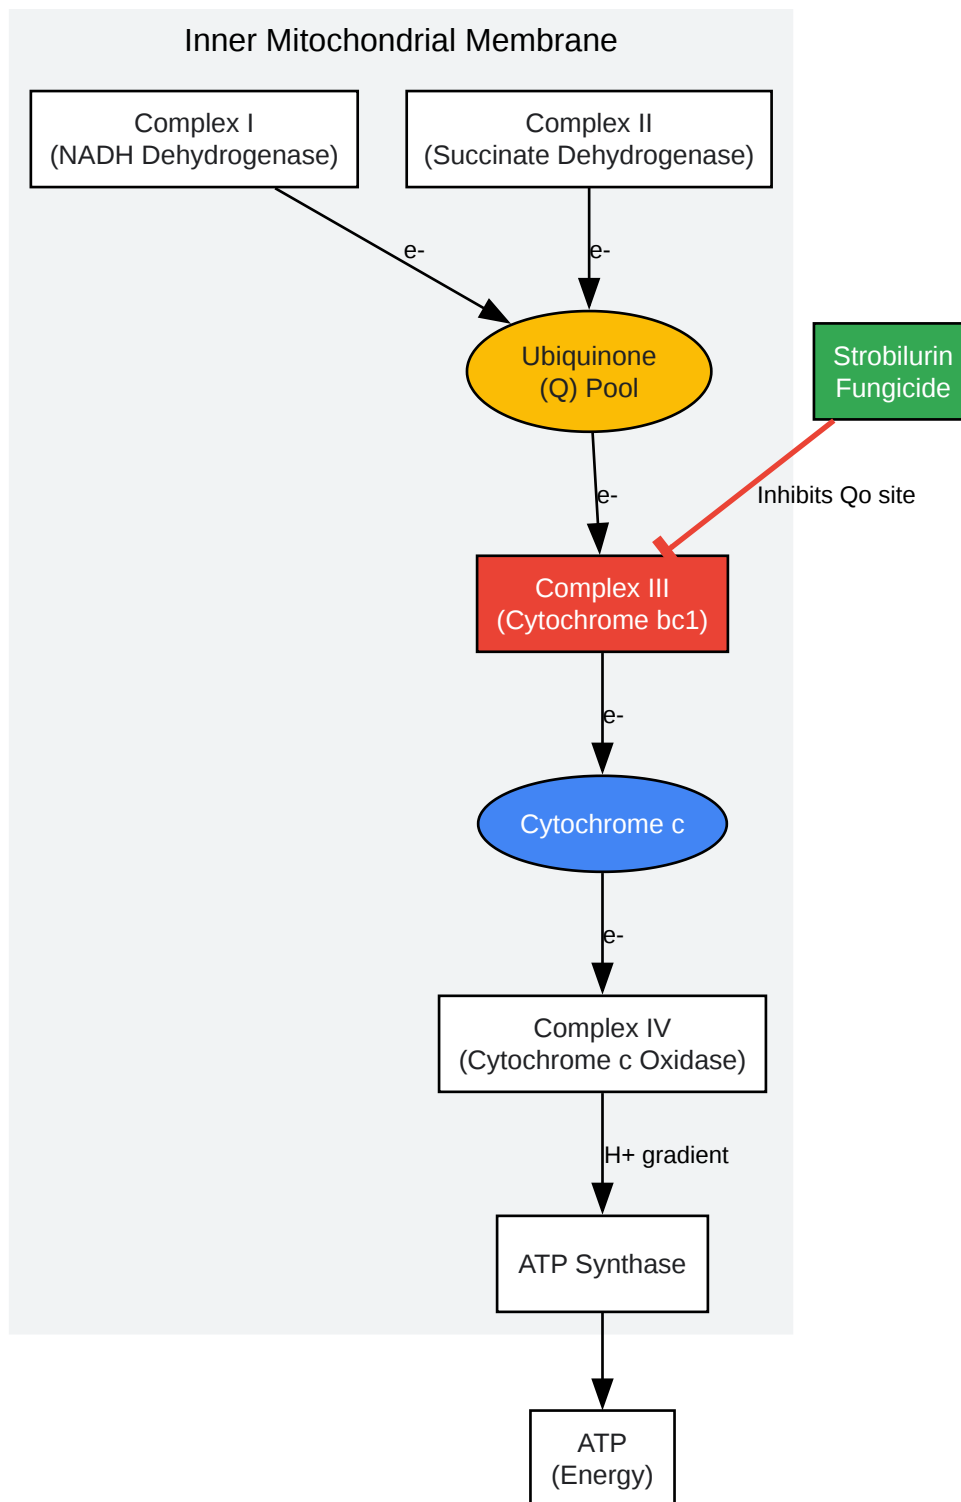 Inner Mitochondrial Membrane
Complex I
(NADH Dehydrogenase)
Complex II
(Succinate Dehydrogenase)
e-
e-
Ubiquinone
(Q) Pool
Strobilurin
Fungicide
e-
Inhibits Qo site
Complex III
(Cytochrome bc1)
e-
Cytochrome c
e-
Complex IV
(Cytochrome c Oxidase)
H+ gradient
ATP Synthase
ATP
(Energy)